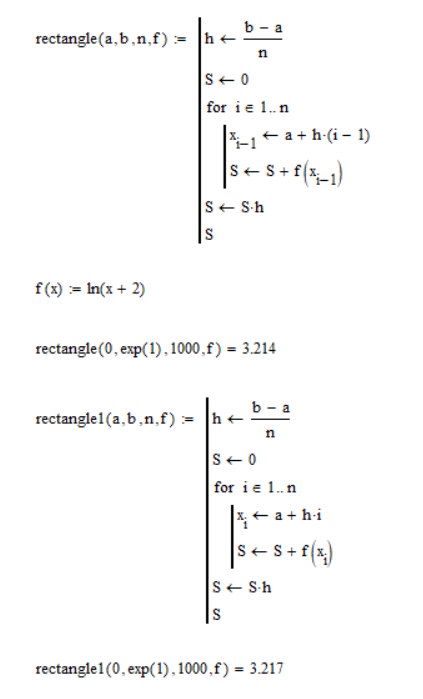 rectangle(a,b,n,f) := h ← (b − a)/n
S ← 0
for i ∈ 1..n
x_{i−1} ← a + h·(i − 1)
S ← S + f(x_{i−1})
S ← S·h
S
f(x) := ln(x + 2)
rectangle(0,exp(1),1000,f) = 3.214
rectangle1(a,b,n,f) := h ← (b − a)/n
S ← 0
for i ∈ 1..n
x_i ← a + h·i
S ← S + f(x_i)
S ← S·h
S
rectangle1(0,exp(1),1000,f) = 3.217